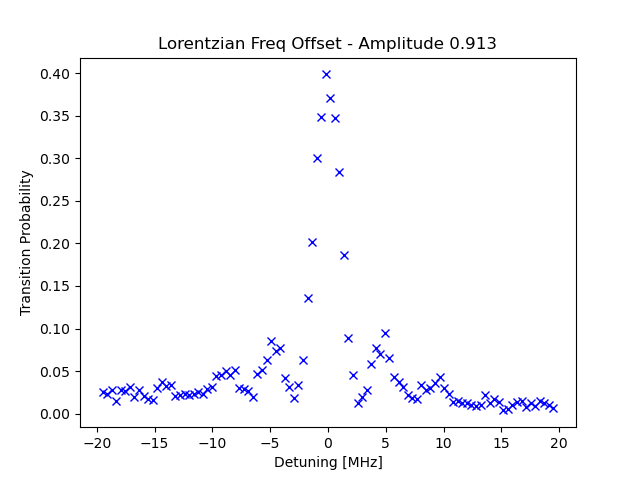 Lorentzian Freq Offset - Amplitude 0.913
0.40
0.35
0.30
0.25
0.20
0.15
0.10
0.05
0.00
Transition Probability
−20 −15 −10 −5 0 5 10 15 20
Detuning [MHz]